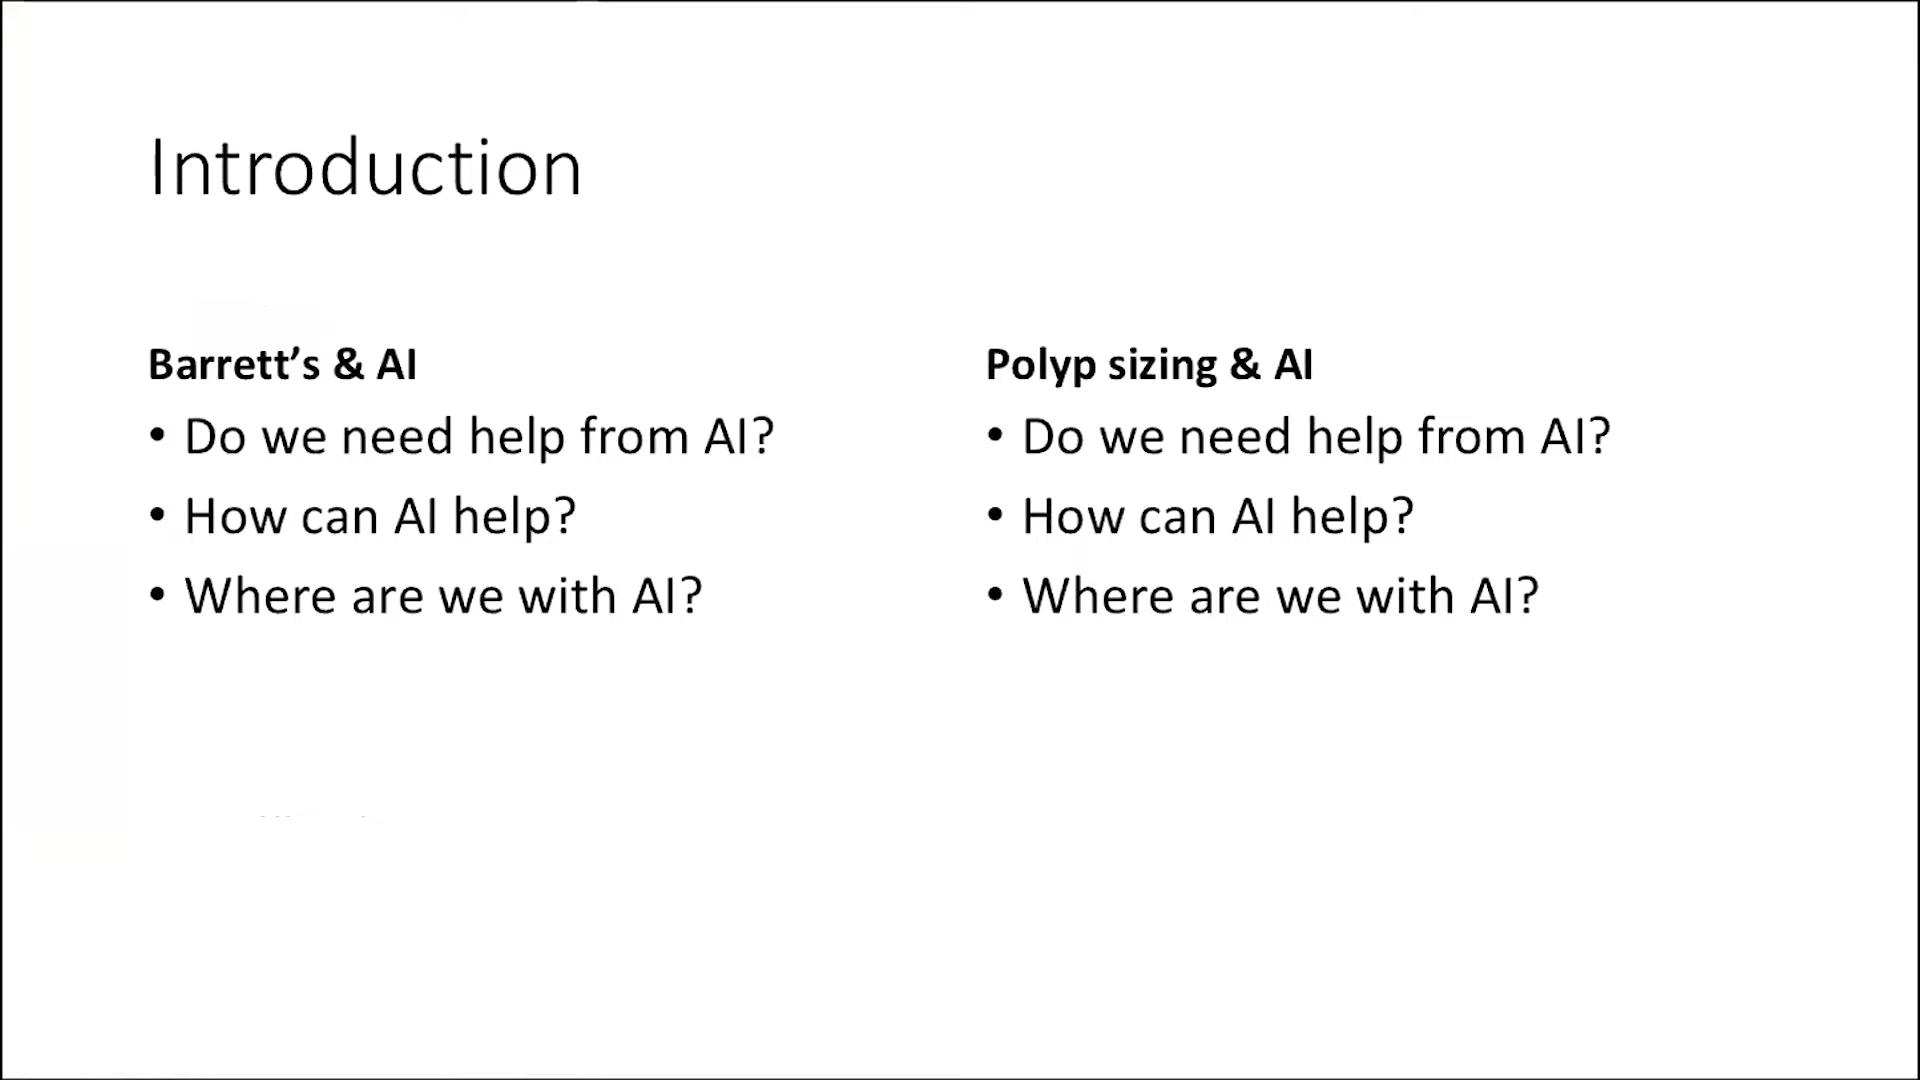 Introduction
Barrett’s & AI
• Do we need help from AI?
• How can AI help?
• Where are we with AI?
Polyp sizing & AI
• Do we need help from AI?
• How can AI help?
• Where are we with AI?